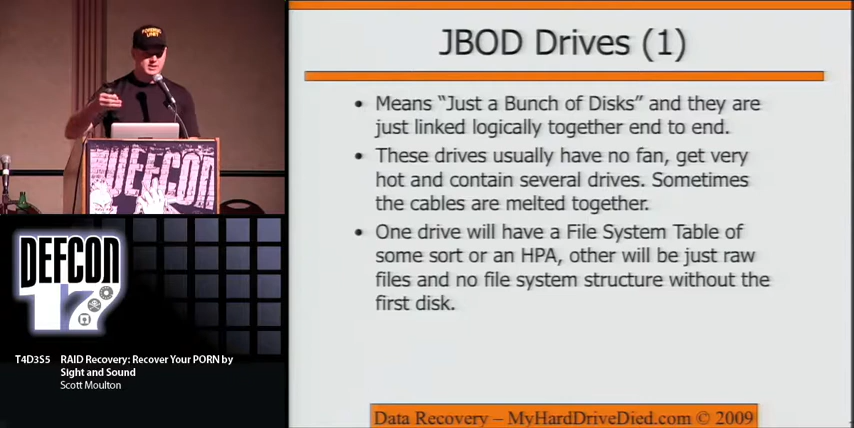 JBOD Drives (1)
• Means “Just a Bunch of Disks” and they are
just linked logically together end to end.
• These drives usually have no fan, get very
hot and contain several drives. Sometimes
the cables are melted together.
• One drive will have a File System Table of
some sort or an HPA, other will be just raw
files and no file system structure without the
first disk.
Data Recovery – MyHardDriveDied.com © 2009
DEFCON
DEFCON
17
T4D3S5 RAID Recovery: Recover Your PORN by
Sight and Sound
Scott Moulton